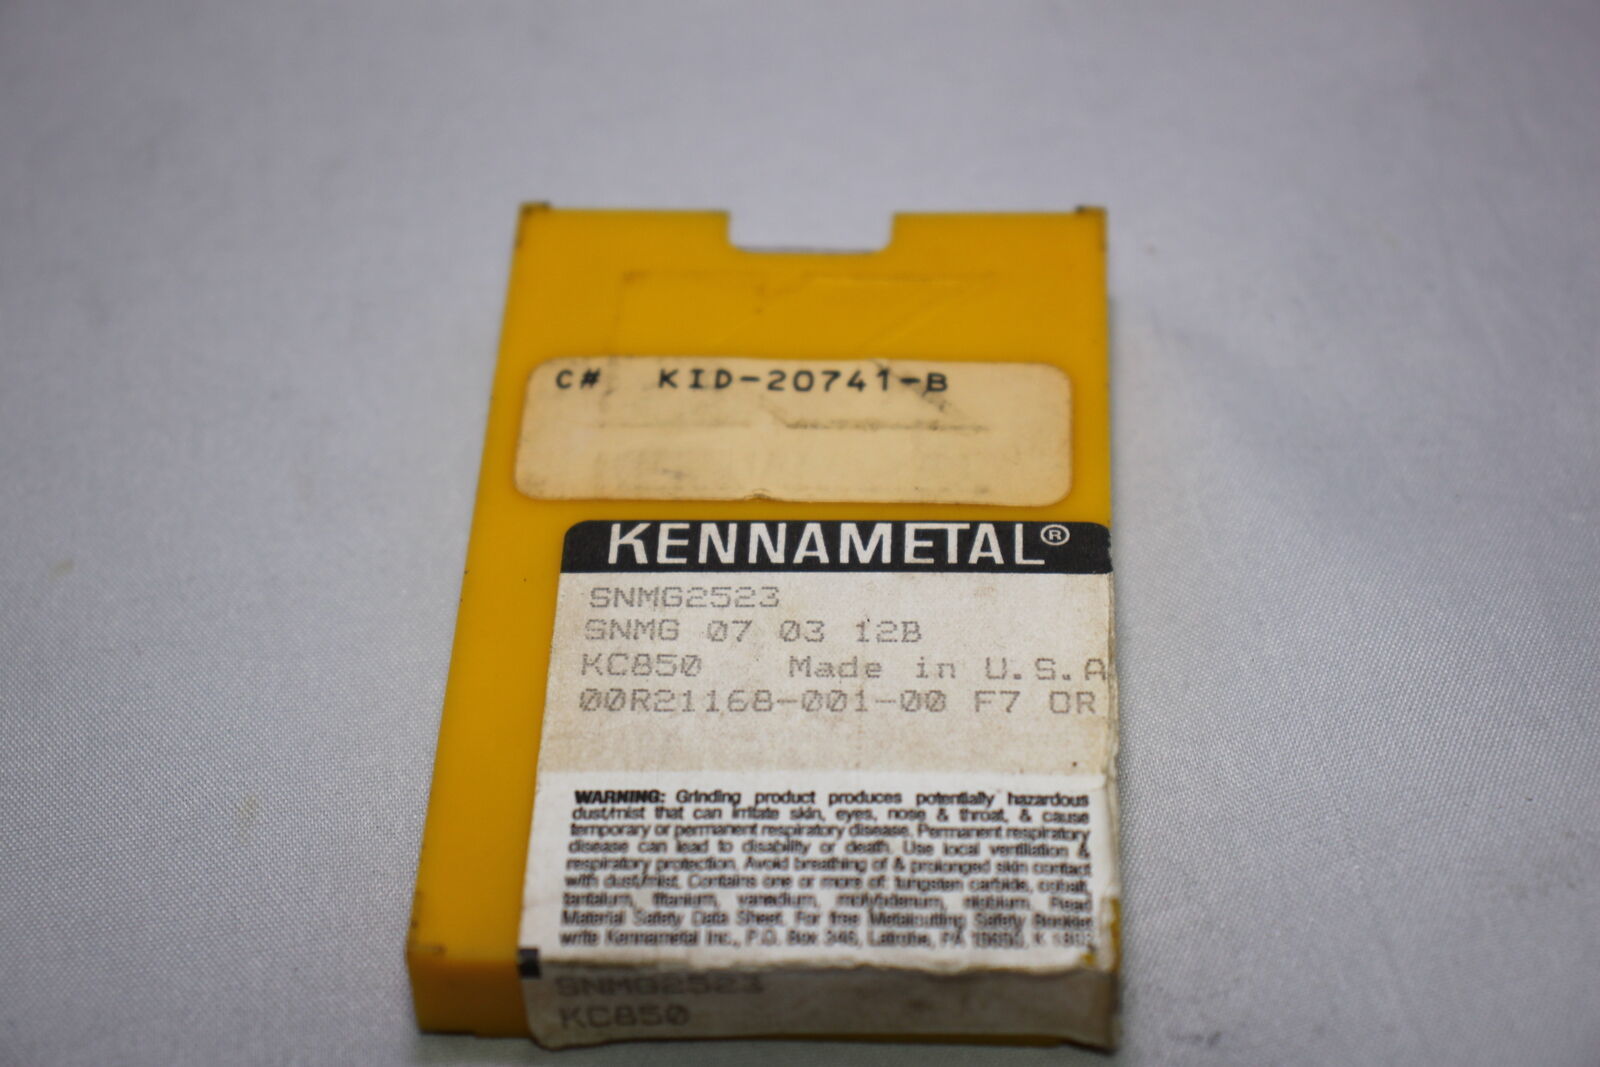 C# KID-20741-B
KENNAMETAL®
SNMG2523
SNMG 07 03 12B
KC850 Made in U.S.A
00R21168-001-00 F7 OR
WARNING: Grinding product produces potentially hazardous
dust/mist that can irritate skin, eyes, nose & throat, & cause
temporary or permanent respiratory disease. Permanent respiratory
disease can lead to disability or death. Use local ventilation &
respiratory protection. Avoid breathing of & prolonged skin contact
with dust/mist. Contains one or more of: tungsten carbide, cobalt,
tantalum, titanium, vanadium, molybdenum, niobium. Read
Material Safety Data Sheet. For free Metalcutting Safety Booklet
write Kennametal Inc., P.O. Box 346, Latrobe, PA
SNMG2523
KC850